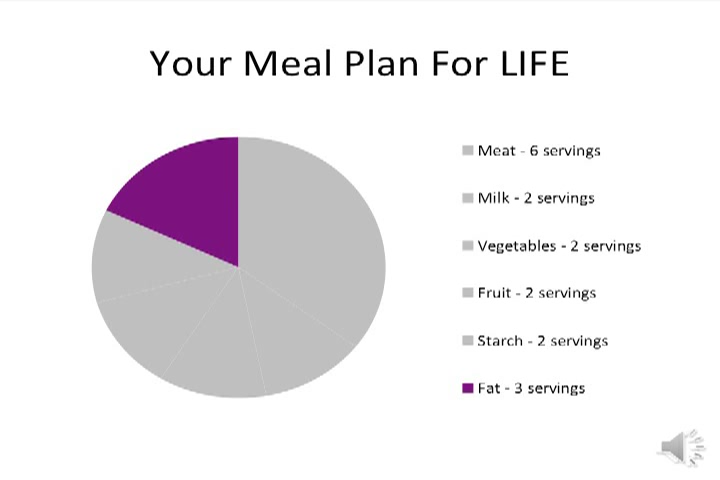 Your Meal Plan For LIFE
Meat - 6 servings
Milk - 2 servings
Vegetables - 2 servings
Fruit - 2 servings
Starch - 2 servings
Fat - 3 servings